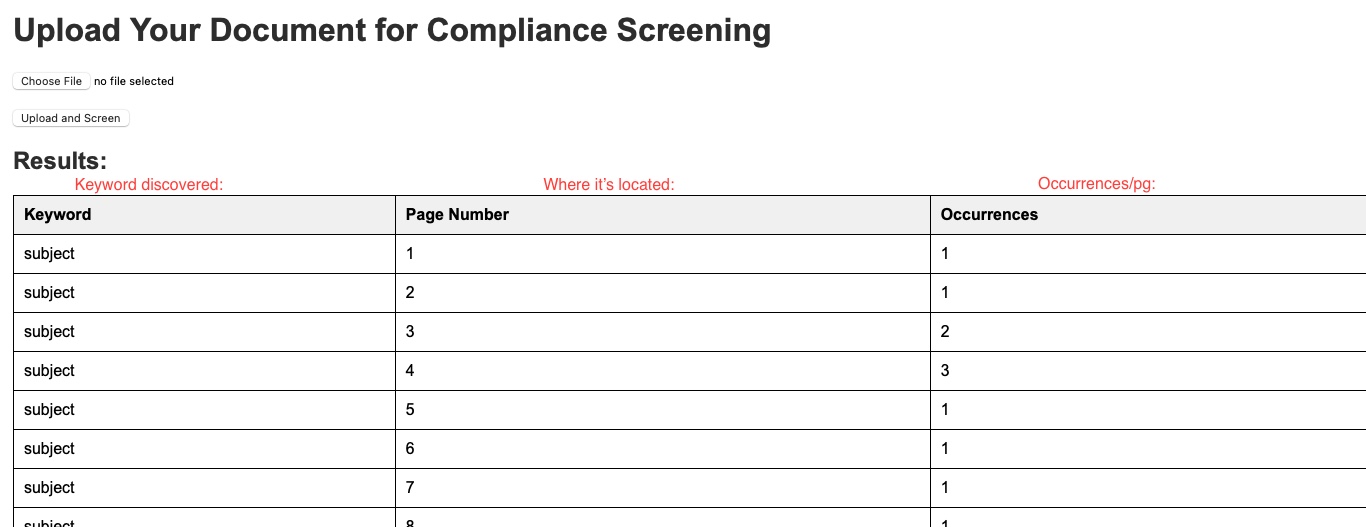 Upload Your Document for Compliance Screening
Choose File no file selected
Upload and Screen
Results:
Keyword discovered: Where it’s located: Occurrences/pg:
Keyword Page Number Occurrences
subject 1 1
subject 2 1
subject 3 2
subject 4 3
subject 5 1
subject 6 1
subject 7 1
subject 8 1